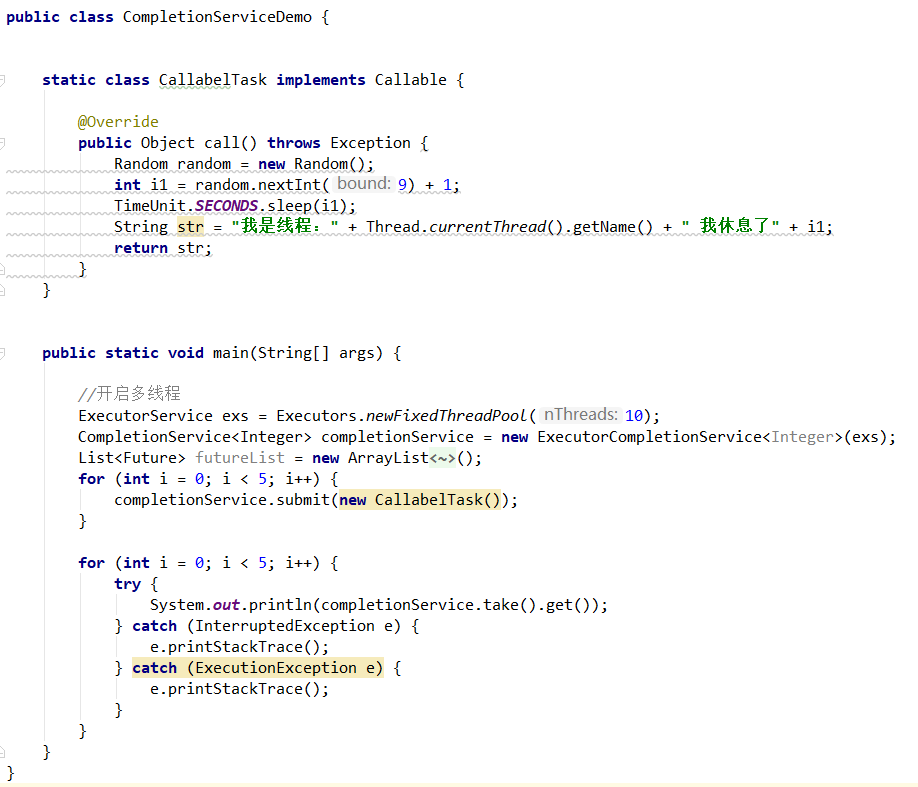 public class CompletionServiceDemo {
static class CallabelTask implements Callable {
@Override
public Object call() throws Exception {
Random random = new Random();
int i1 = random.nextInt( bound: 9) + 1;
TimeUnit.SECONDS.sleep(i1);
String str = "我是线程：" + Thread.currentThread().getName() + " 我休息了" + i1;
return str;
}
}
public static void main(String[] args) {
//开启多线程
ExecutorService exs = Executors.newFixedThreadPool( nThreads: 10);
CompletionService<Integer> completionService = new ExecutorCompletionService<Integer>(exs);
List<Future> futureList = new ArrayList<~>();
for (int i = 0; i < 5; i++) {
completionService.submit(new CallabelTask());
}
for (int i = 0; i < 5; i++) {
try {
System.out.println(completionService.take().get());
} catch (InterruptedException e) {
e.printStackTrace();
} catch (ExecutionException e) {
e.printStackTrace();
}
}
}
}